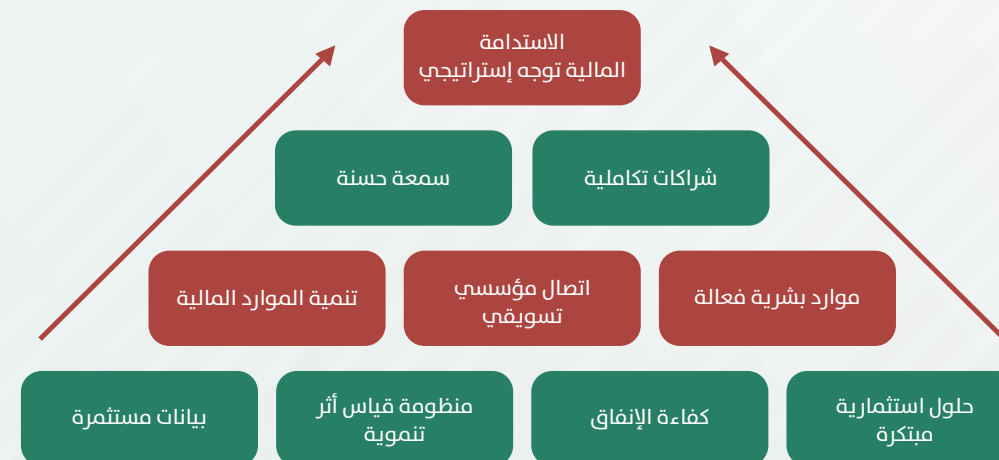 الاستدامة
المالية توجه إستراتيجي
شراكات تكاملية
سمعة حسنة
موارد بشرية فعالة
اتصال مؤسسي
تسويقي
تنمية الموارد المالية
حلول استثمارية
مبتكرة
كفاءة الإنفاق
منظومة قياس أثر
تنموية
بيانات مستثمرة